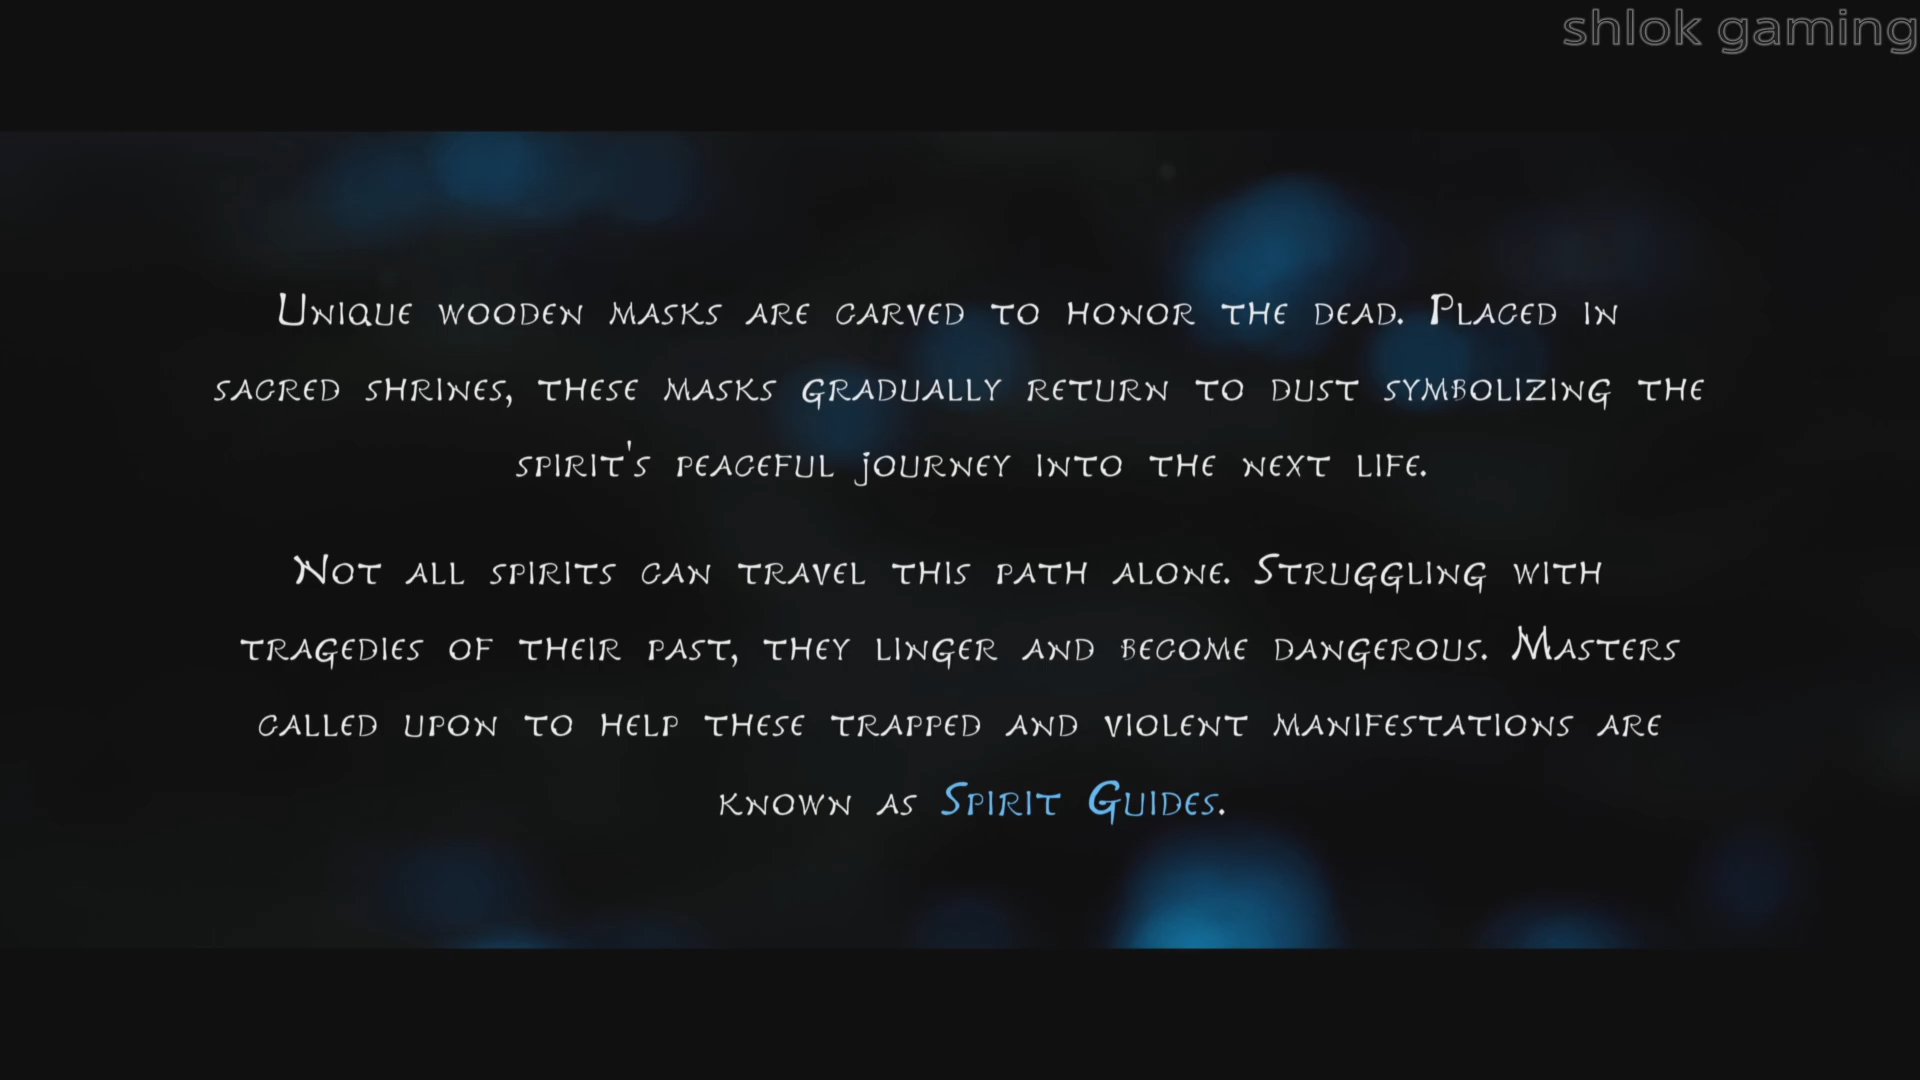 shlok gaming
Unique wooden masks are carved to honor the dead. Placed in
sacred shrines, these masks gradually return to dust symbolizing the
spirit's peaceful journey into the next life.
Not all spirits can travel this path alone. Struggling with
tragedies of their past, they linger and become dangerous. Masters
called upon to help these trapped and violent manifestations are
known as Spirit Guides.